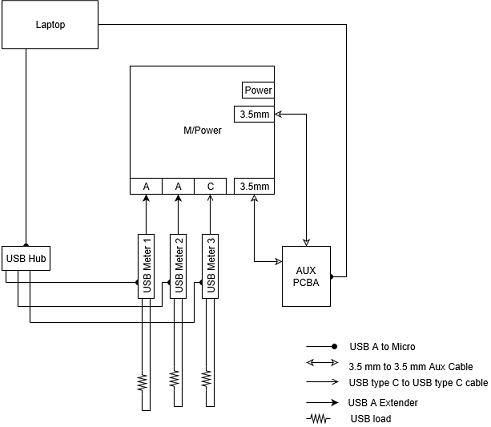 Laptop
Power
3.5mm
M/Power
A
A
C
3.5mm
USB Hub
USB Meter 1
USB Meter 2
USB Meter 3
AUX
PCBA
USB A to Micro
3.5 mm to 3.5 mm Aux Cable
USB type C to USB type C cable
USB A Extender
USB load